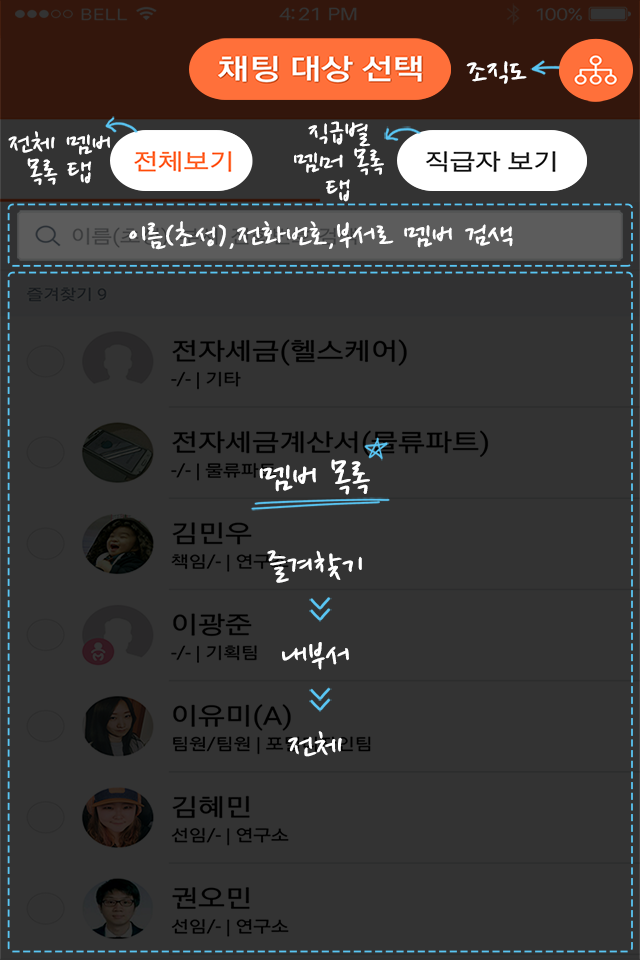 BELL 4:21 PM 100%
채팅 대상 선택
조직도
전체 멤버
목록 탭
전체보기
직급별
멤머 목록
탭
직급자 보기
이름(초성),전화번호,부서로 멤버 검색
즐겨찾기 9
전자세금(헬스케어)
-/- | 기타
전자세금계산서(물류파트)
-/- | 물류파트
멤버 목록
김민우
책임/- | 연구소
즐겨찾기
이광준
-/- | 기획팀
내부서
이유미(A)
팀원/팀원 |
전체
김혜민
선임/- | 연구소
권오민
선임/- | 연구소